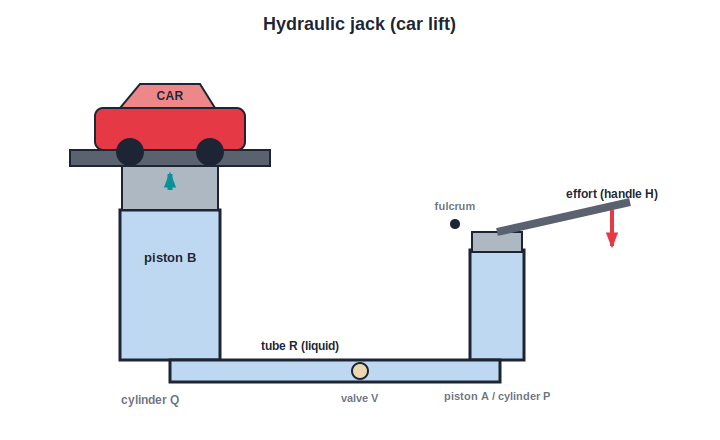 Hydraulic jack (car lift)
CAR
effort (handle H)
fulcrum
piston B
tube R (liquid)
cylinder Q
valve V
piston A / cylinder P